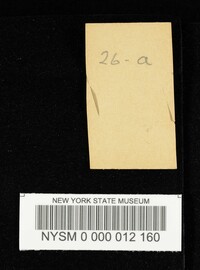 26-a
NEW YORK STATE MUSEUM
NYSM 0 000 012 160